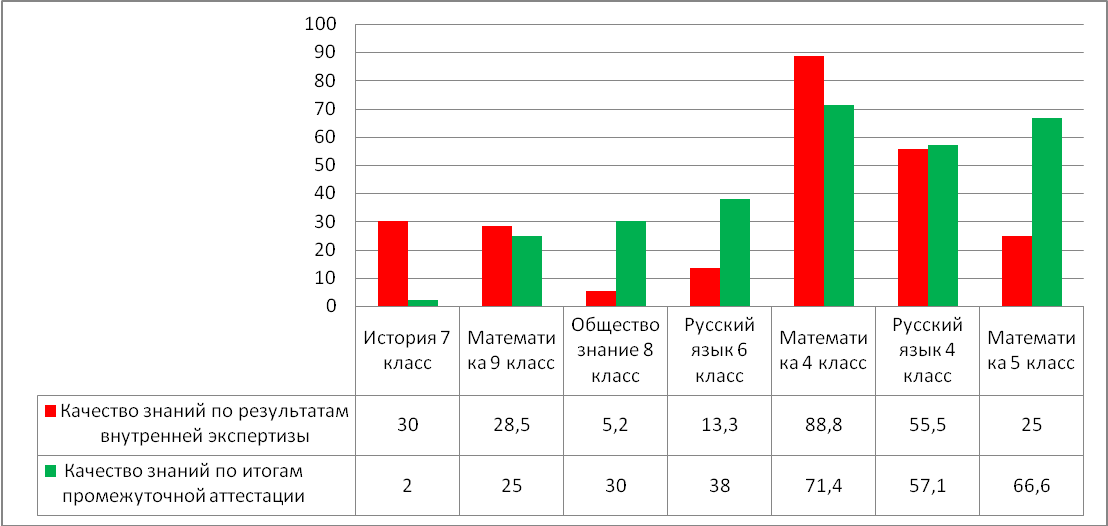 100
90
80
70
60
50
40
30
20
10
0
История 7 Математи Общество Русский Математи Русский Математи
класс ка 9 класс знание 8 язык 6 ка 4 класс язык 4 ка 5 класс
класс класс класс
Качество знаний по результатам
внутренней экспертизы
30 28,5 5,2 13,3 88,8 55,5 25
Качество знаний по итогам
промежуточной аттестации
2 25 30 38 71,4 57,1 66,6